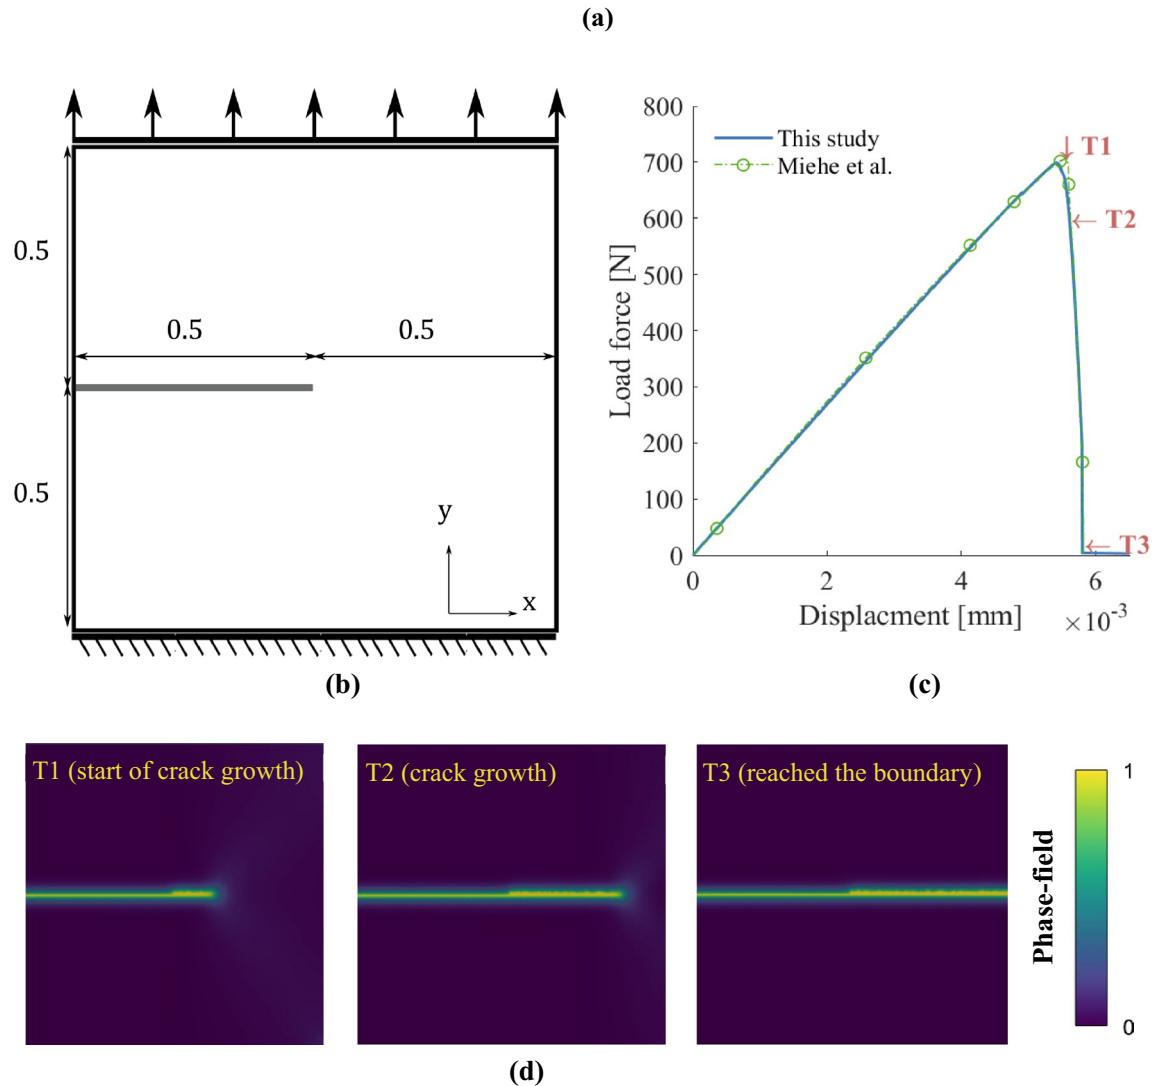 (a)
0.5
0.5
0.5
0.5
y
x
(b)
800
700
600
500
400
300
200
100
0
Load force [N]
This study
Miehe et al.
T1
T2
T3
0
2
4
6
Displacment [mm]
×10-3
(c)
T1 (start of crack growth)
T2 (crack growth)
T3 (reached the boundary)
Phase-field
1
0
(d)